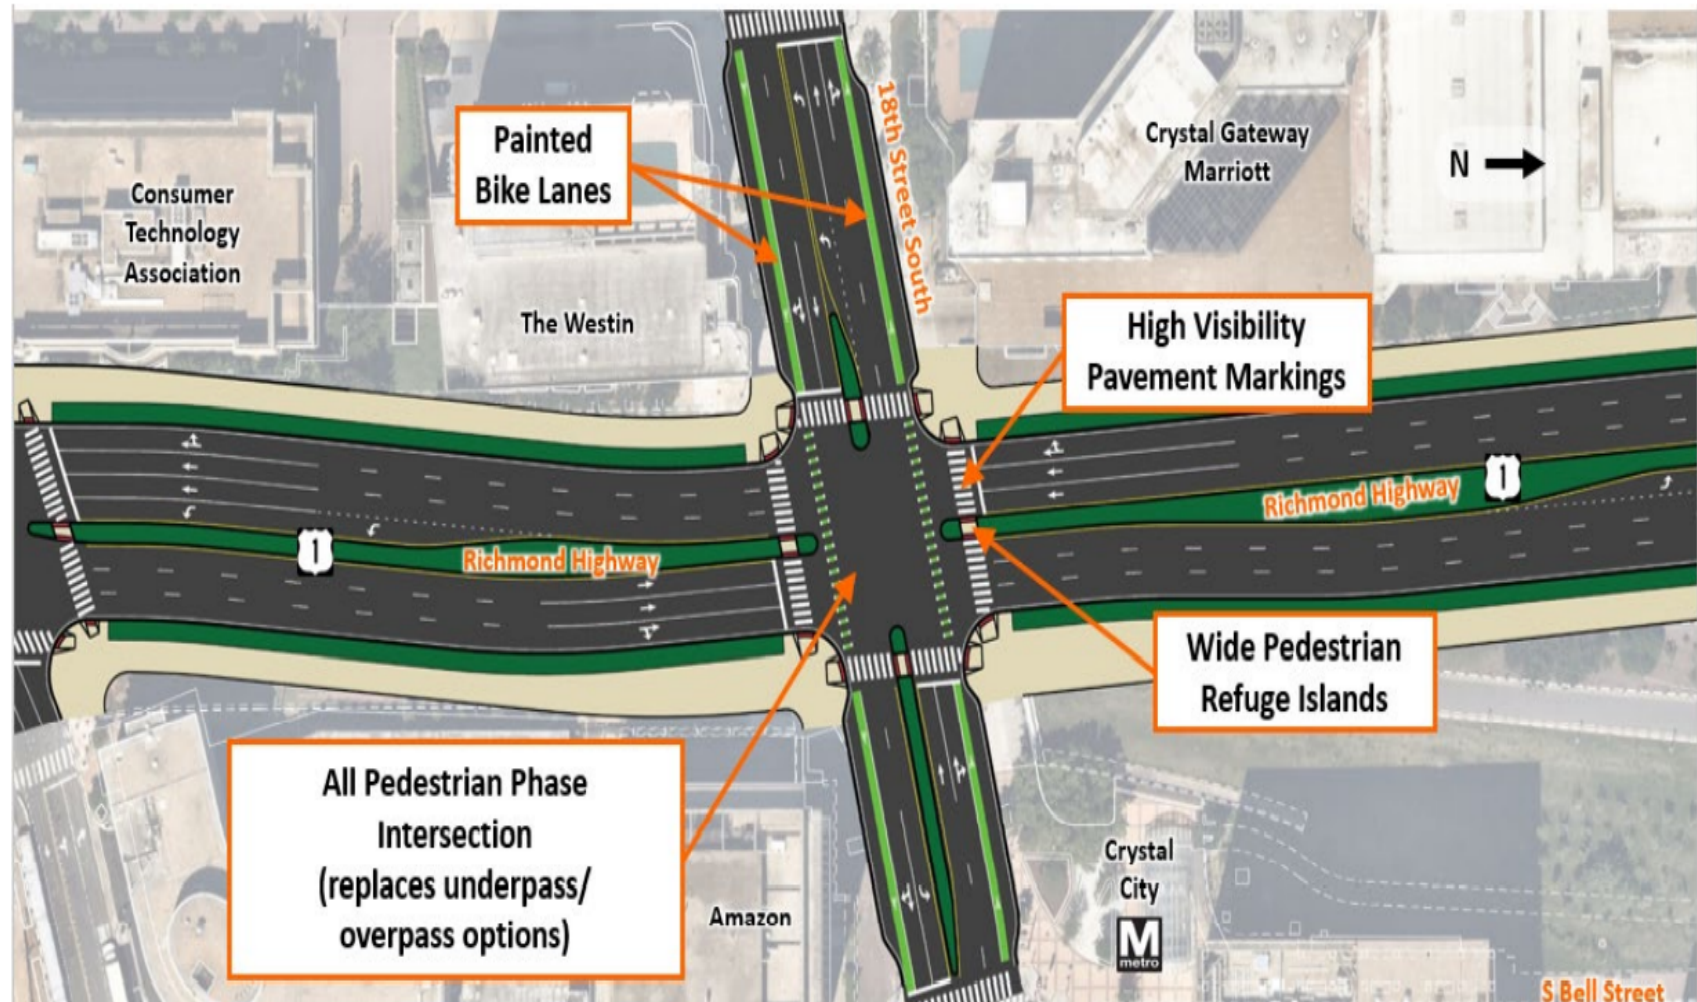 Painted
Bike Lanes
18th Street South
Crystal Gateway
Marriott
N
Consumer
Technology
Association
The Westin
High Visibility
Pavement Markings
1
Richmond Highway
1
Richmond Highway
Wide Pedestrian
Refuge Islands
All Pedestrian Phase
Intersection
(replaces underpass/
overpass options)
Amazon
Crystal
City
M
metro
S Bell Street